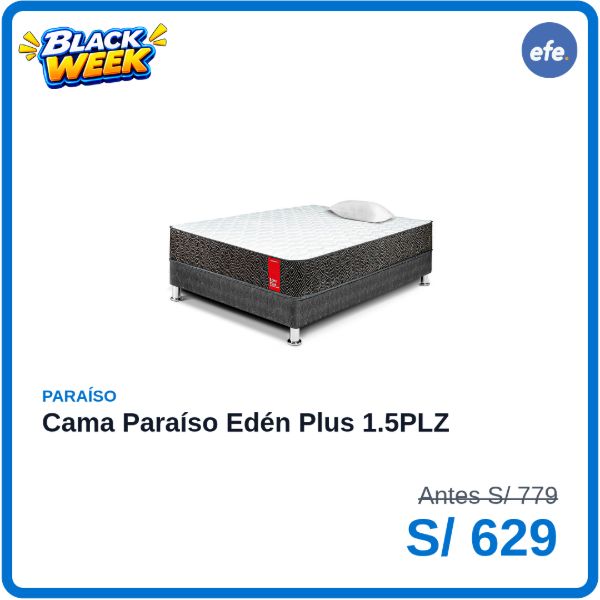 BLACK
WEEK
efe.
PARAÍSO
Cama Paraíso Edén Plus 1.5PLZ
Antes S/ 779
S/ 629